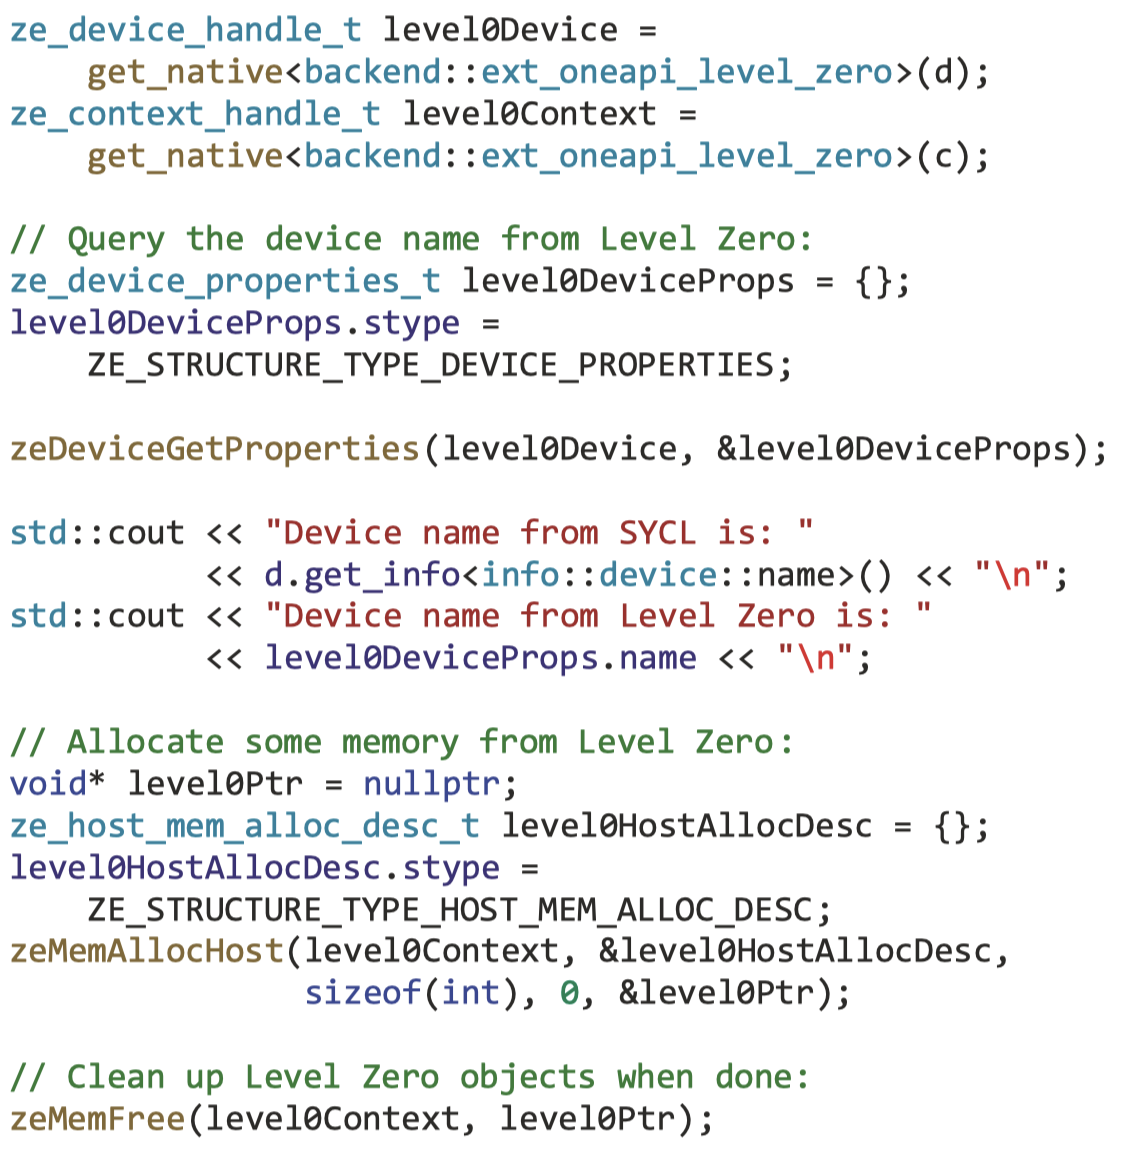 ze_device_handle_t level0Device =
    get_native<backend::ext_oneapi_level_zero>(d);
ze_context_handle_t level0Context =
    get_native<backend::ext_oneapi_level_zero>(c);

// Query the device name from Level Zero:
ze_device_properties_t level0DeviceProps = {};
level0DeviceProps.stype =
    ZE_STRUCTURE_TYPE_DEVICE_PROPERTIES;

zeDeviceGetProperties(level0Device, &level0DeviceProps);

std::cout << "Device name from SYCL is: "
          << d.get_info<info::device::name>() << "\n";
std::cout << "Device name from Level Zero is: "
          << level0DeviceProps.name << "\n";

// Allocate some memory from Level Zero:
void* level0Ptr = nullptr;
ze_host_mem_alloc_desc_t level0HostAllocDesc = {};
level0HostAllocDesc.stype =
    ZE_STRUCTURE_TYPE_HOST_MEM_ALLOC_DESC;
zeMemAllocHost(level0Context, &level0HostAllocDesc,
               sizeof(int), 0, &level0Ptr);

// Clean up Level Zero objects when done:
zeMemFree(level0Context, level0Ptr);